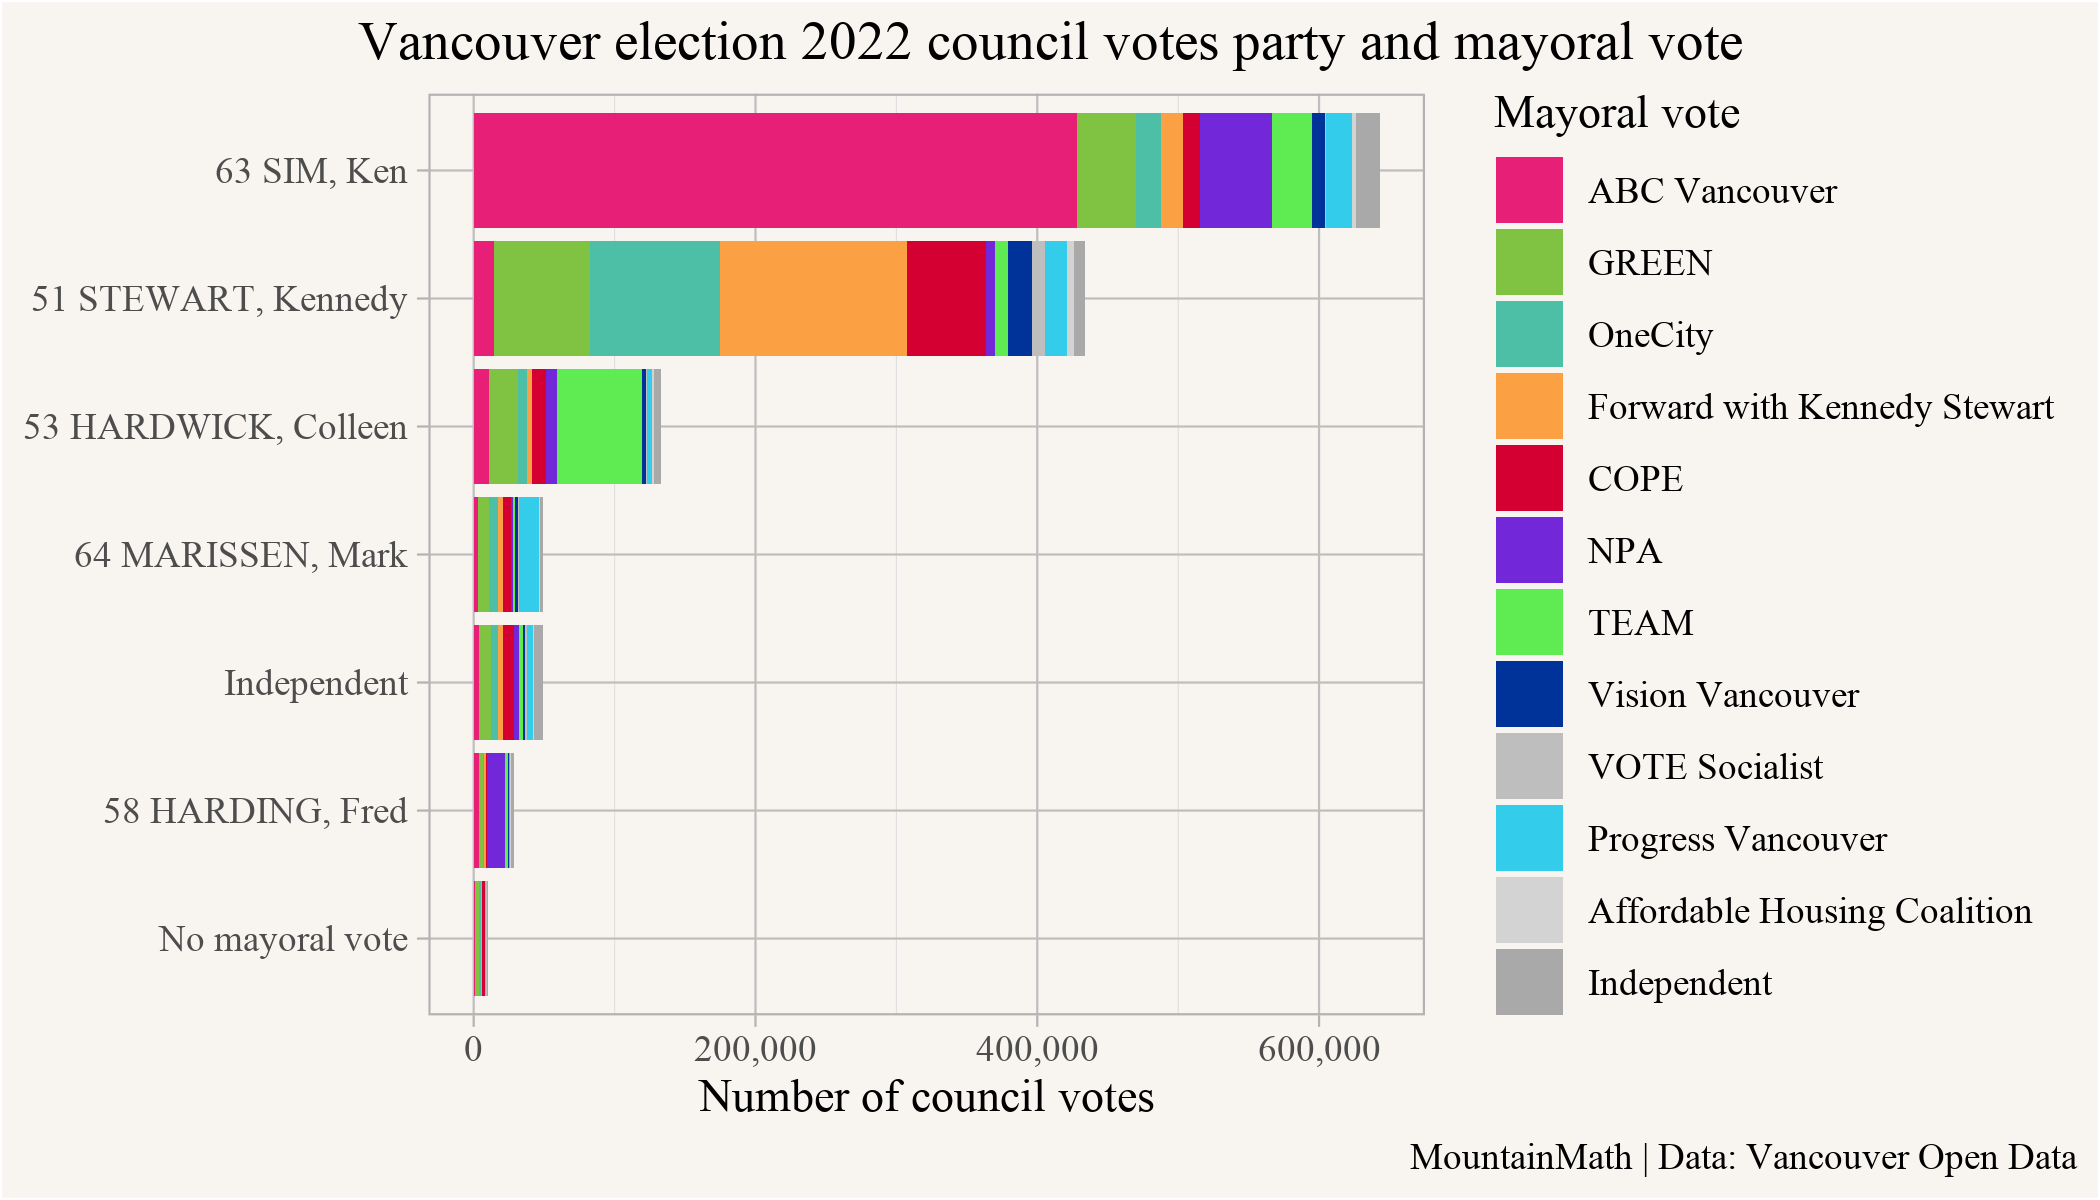 Vancouver election 2022 council votes party and mayoral vote
63 SIM, Ken
51 STEWART, Kennedy
53 HARDWICK, Colleen
64 MARISSEN, Mark
Independent
58 HARDING, Fred
No mayoral vote
0
200,000
400,000
600,000
Number of council votes
Mayoral vote
ABC Vancouver
GREEN
OneCity
Forward with Kennedy Stewart
COPE
NPA
TEAM
Vision Vancouver
VOTE Socialist
Progress Vancouver
Affordable Housing Coalition
Independent
MountainMath | Data: Vancouver Open Data